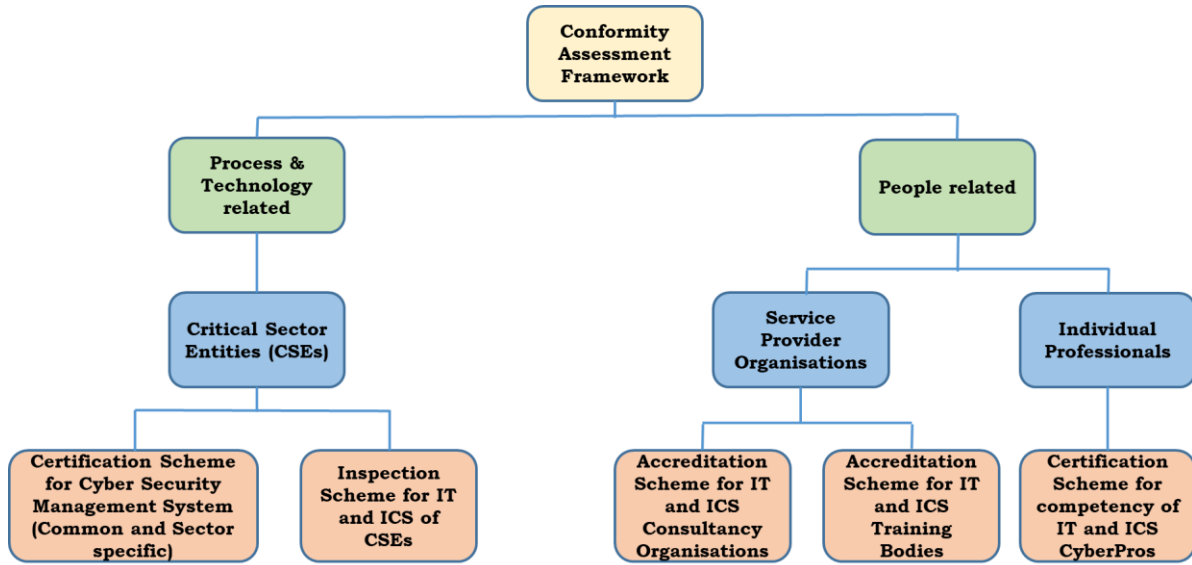 Conformity
Assessment
Framework
Process &
Technology
related
People related
Critical Sector
Entities (CSEs)
Service
Provider
Organisations
Individual
Professionals
Certification Scheme
for Cyber Security
Management System
(Common and Sector
specific)
Inspection
Scheme for IT
and ICS of
CSEs
Accreditation
Scheme for IT
and ICS
Consultancy
Organisations
Accreditation
Scheme for IT
and ICS
Training
Bodies
Certification
Scheme for
competency of
IT and ICS
CyberPros